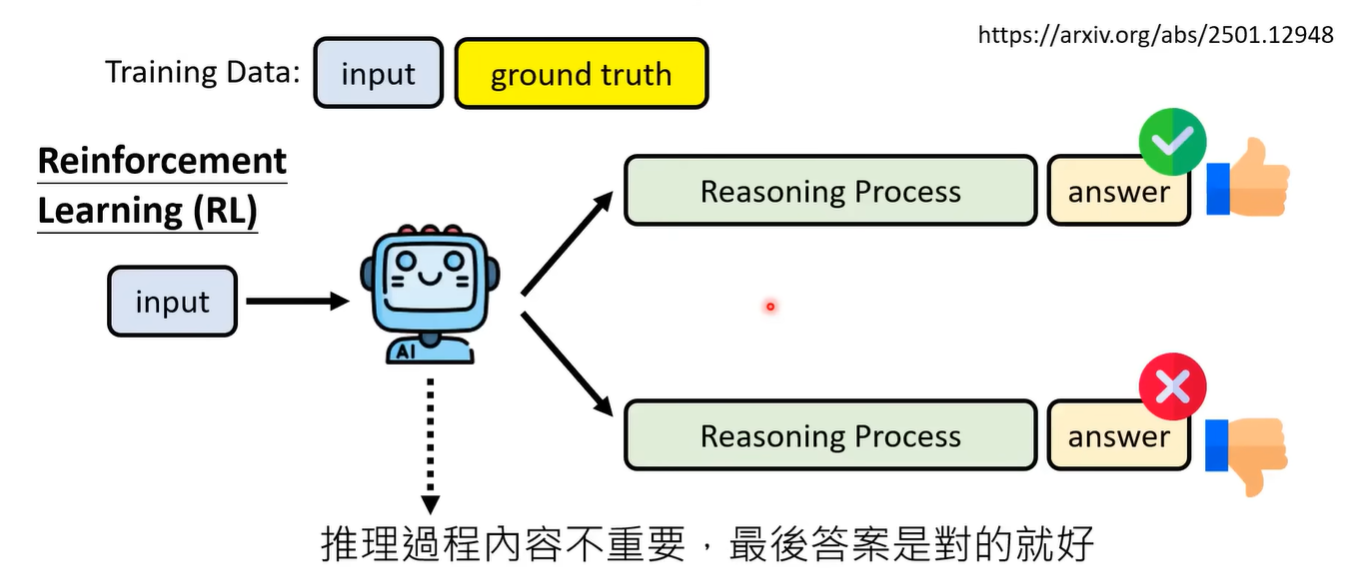 https://arxiv.org/abs/2501.12948
Training Data: input ground truth
Reinforcement
Learning (RL)
Reasoning Process answer
input
AI
Reasoning Process answer
推理過程內容不重要，最後答案是對的就好